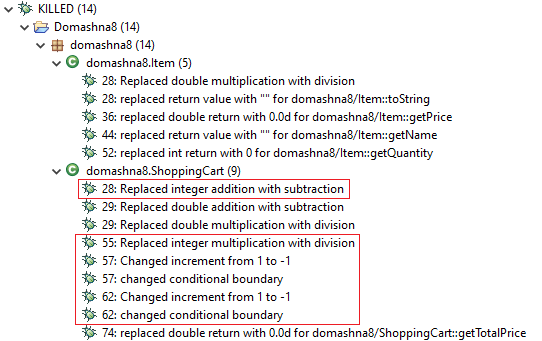 KILLED (14)
Domashna8 (14)
domashna8 (14)
domashna8.Item (5)
28: Replaced double multiplication with division
28: replaced return value with "" for domashna8/Item::toString
36: replaced double return with 0.0d for domashna8/Item::getPrice
44: replaced return value with "" for domashna8/Item::getName
52: replaced int return with 0 for domashna8/Item::getQuantity
domashna8.ShoppingCart (9)
28: Replaced integer addition with subtraction
29: Replaced double addition with subtraction
29: Replaced double multiplication with division
55: Replaced integer multiplication with division
57: Changed increment from 1 to -1
57: changed conditional boundary
62: Changed increment from 1 to -1
62: changed conditional boundary
74: replaced double return with 0.0d for domashna8/ShoppingCart::getTotalPrice